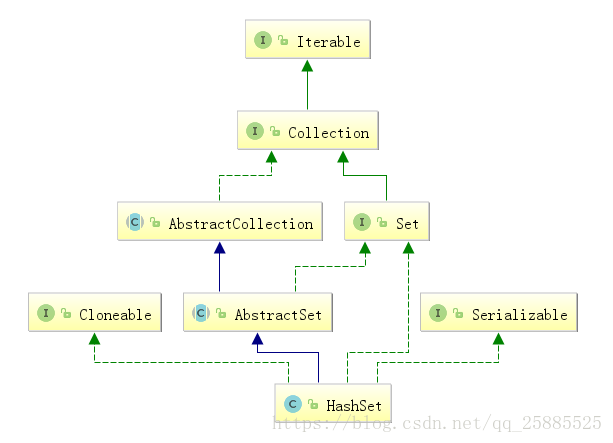 I Iterable
I Collection
C AbstractCollection
I Set
I Cloneable
C AbstractSet
I Serializable
C HashSet
https://blog.csdn.net/qq_25885525